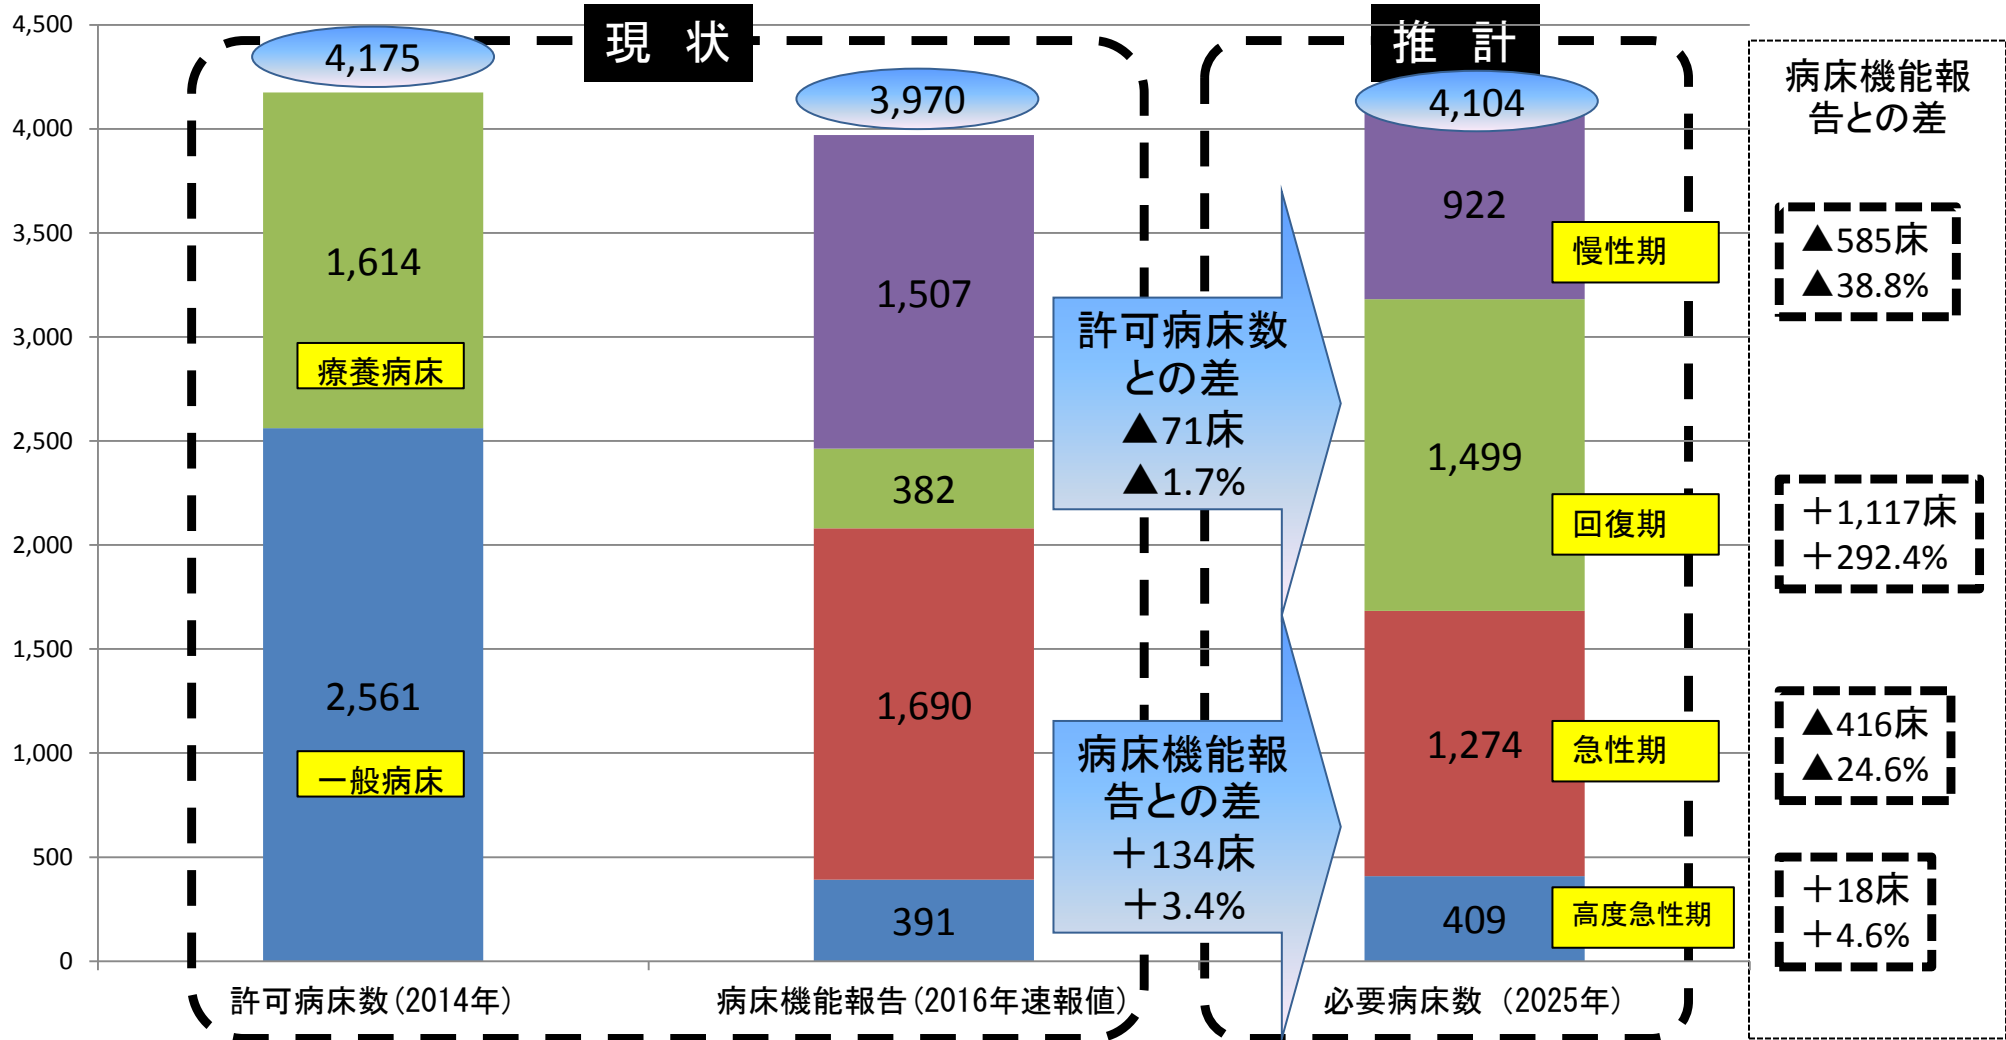 現 状
推 計
4,500
4,000
3,500
3,000
2,500
2,000
1,500
1,000
500
0
4,175
1,614
療養病床
2,561
一般病床
許可病床数(2014年)
3,970
1,507
382
1,690
391
病床機能報告(2016年速報値)
許可病床数
との差
▲71床
▲1.7%
病床機能報
告との差
+134床
+3.4%
4,104
922
慢性期
1,499
回復期
1,274
急性期
409
高度急性期
必要病床数 (2025年)
病床機能報
告との差
▲585床
▲38.8%
+1,117床
+292.4%
▲416床
▲24.6%
+18床
+4.6%